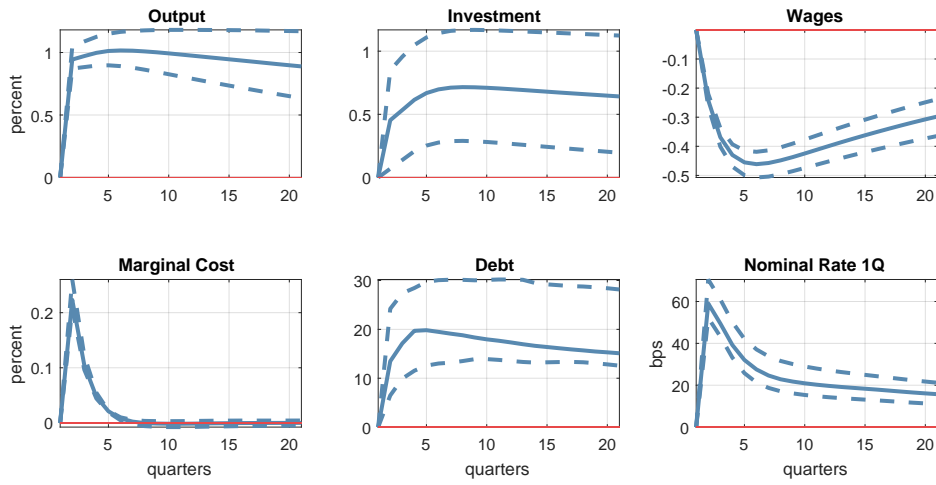 Output
percent
1
0.5
0
5 10 15 20
Investment
1
0.5
0
5 10 15 20
Wages
-0.1
-0.2
-0.3
-0.4
-0.5
5 10 15 20
Marginal Cost
percent
0.2
0.1
0
5 10 15 20
quarters
Debt
30
20
10
0
5 10 15 20
quarters
Nominal Rate 1Q
bps
60
40
20
0
5 10 15 20
quarters